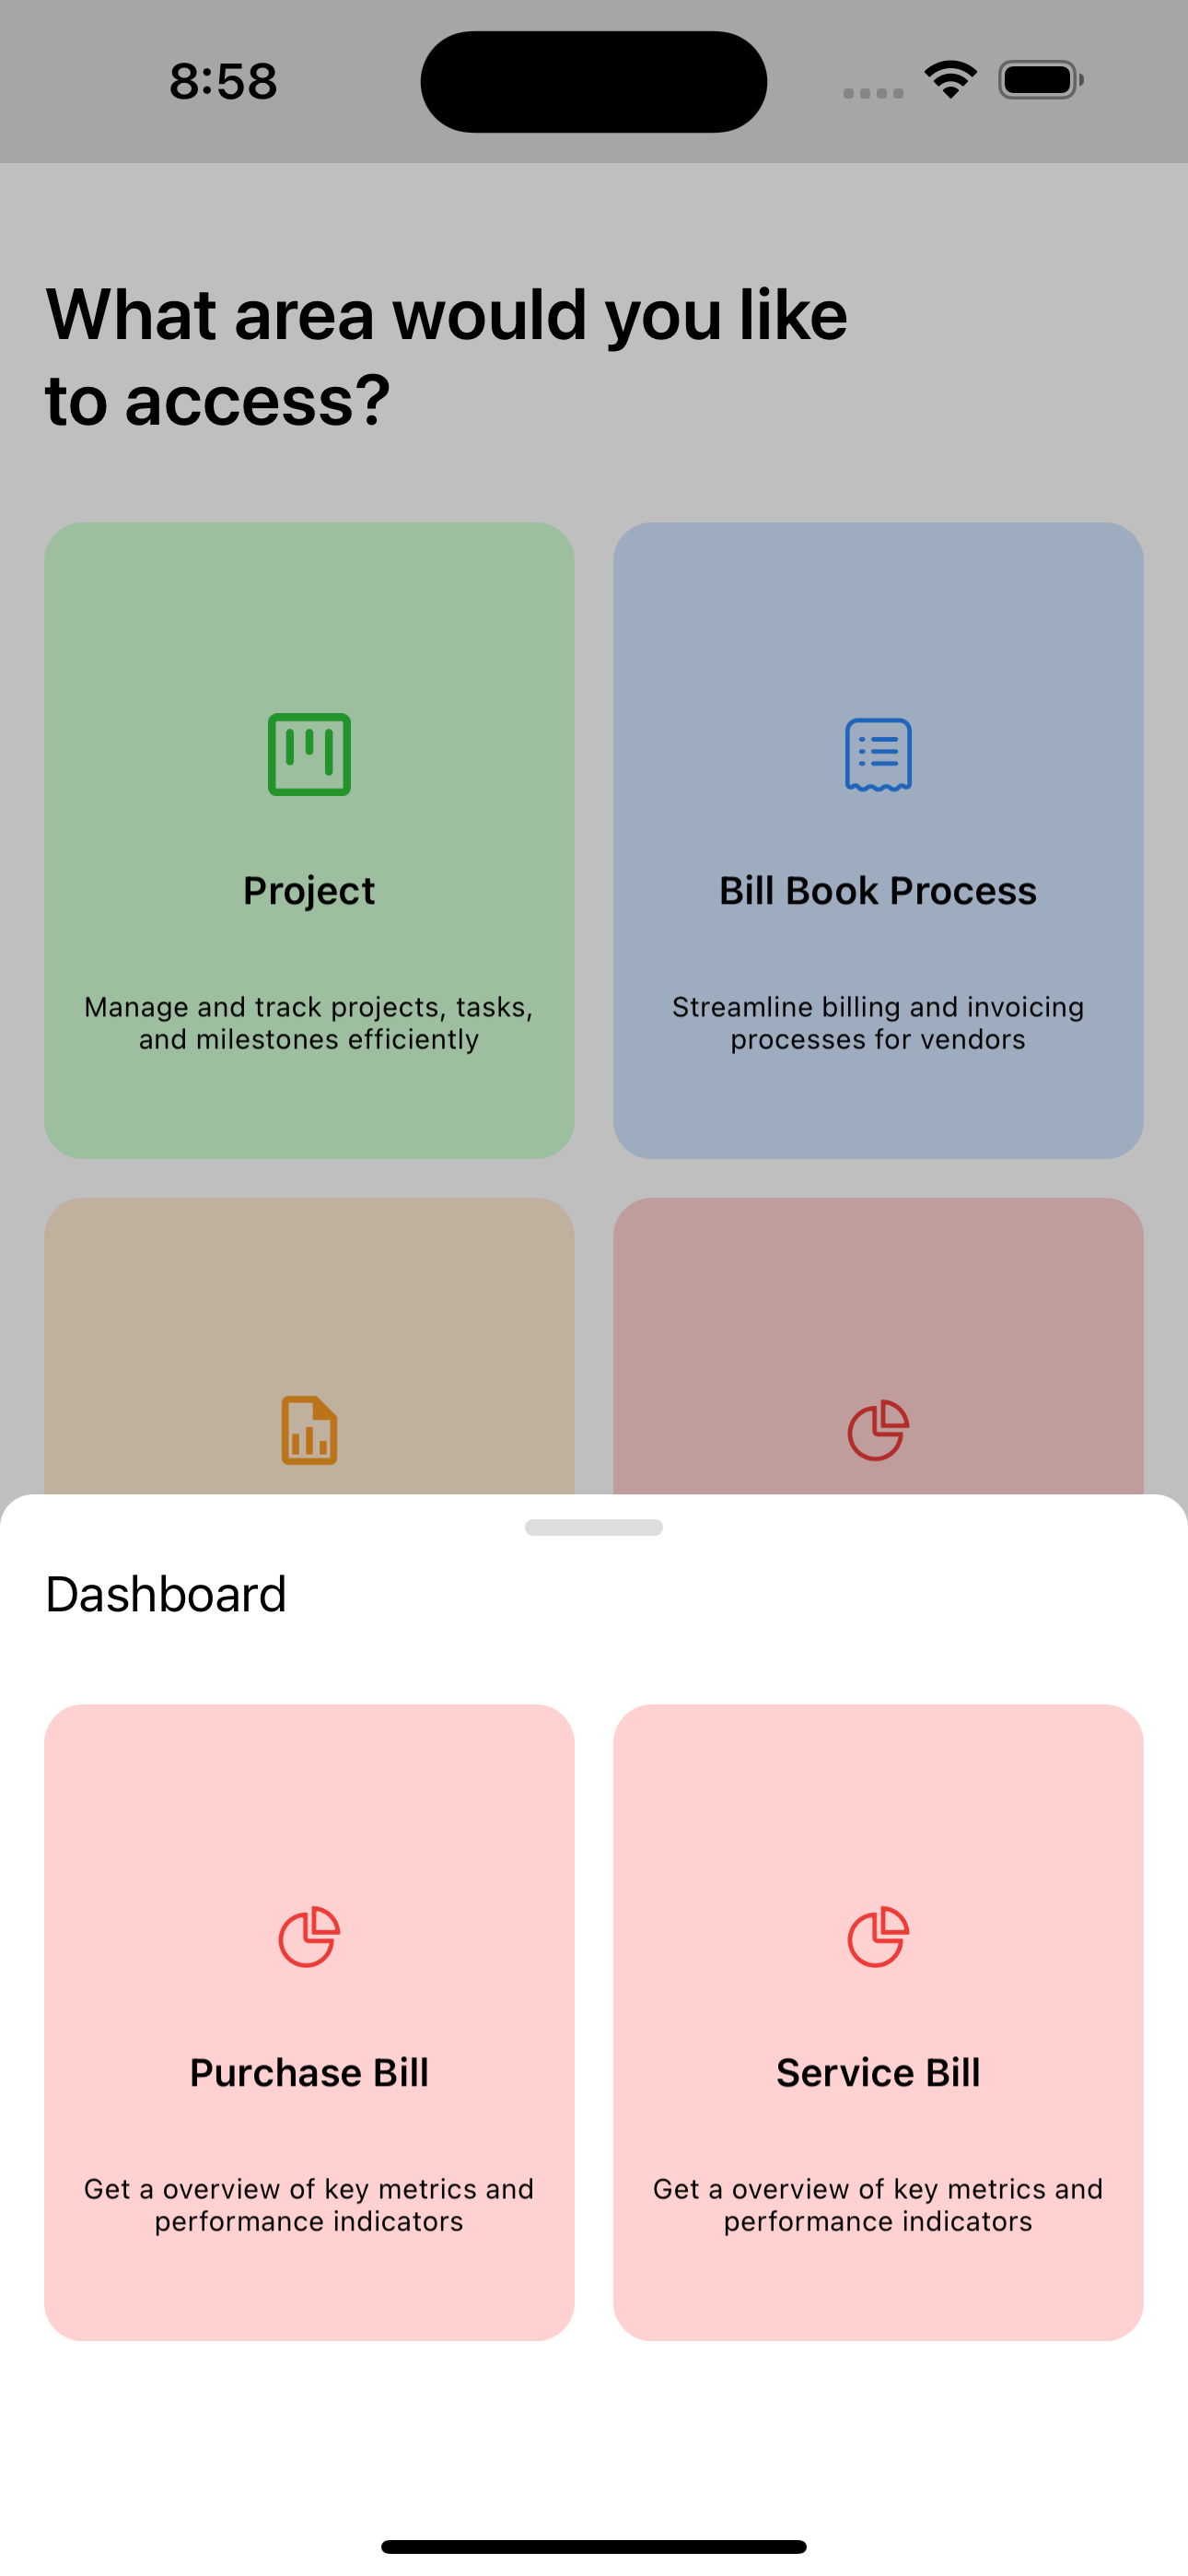 8:58
What area would you like
to access?
Project
Manage and track projects, tasks,
and milestones efficiently
Bill Book Process
Streamline billing and invoicing
processes for vendors
Dashboard
Purchase Bill
Get a overview of key metrics and
performance indicators
Service Bill
Get a overview of key metrics and
performance indicators